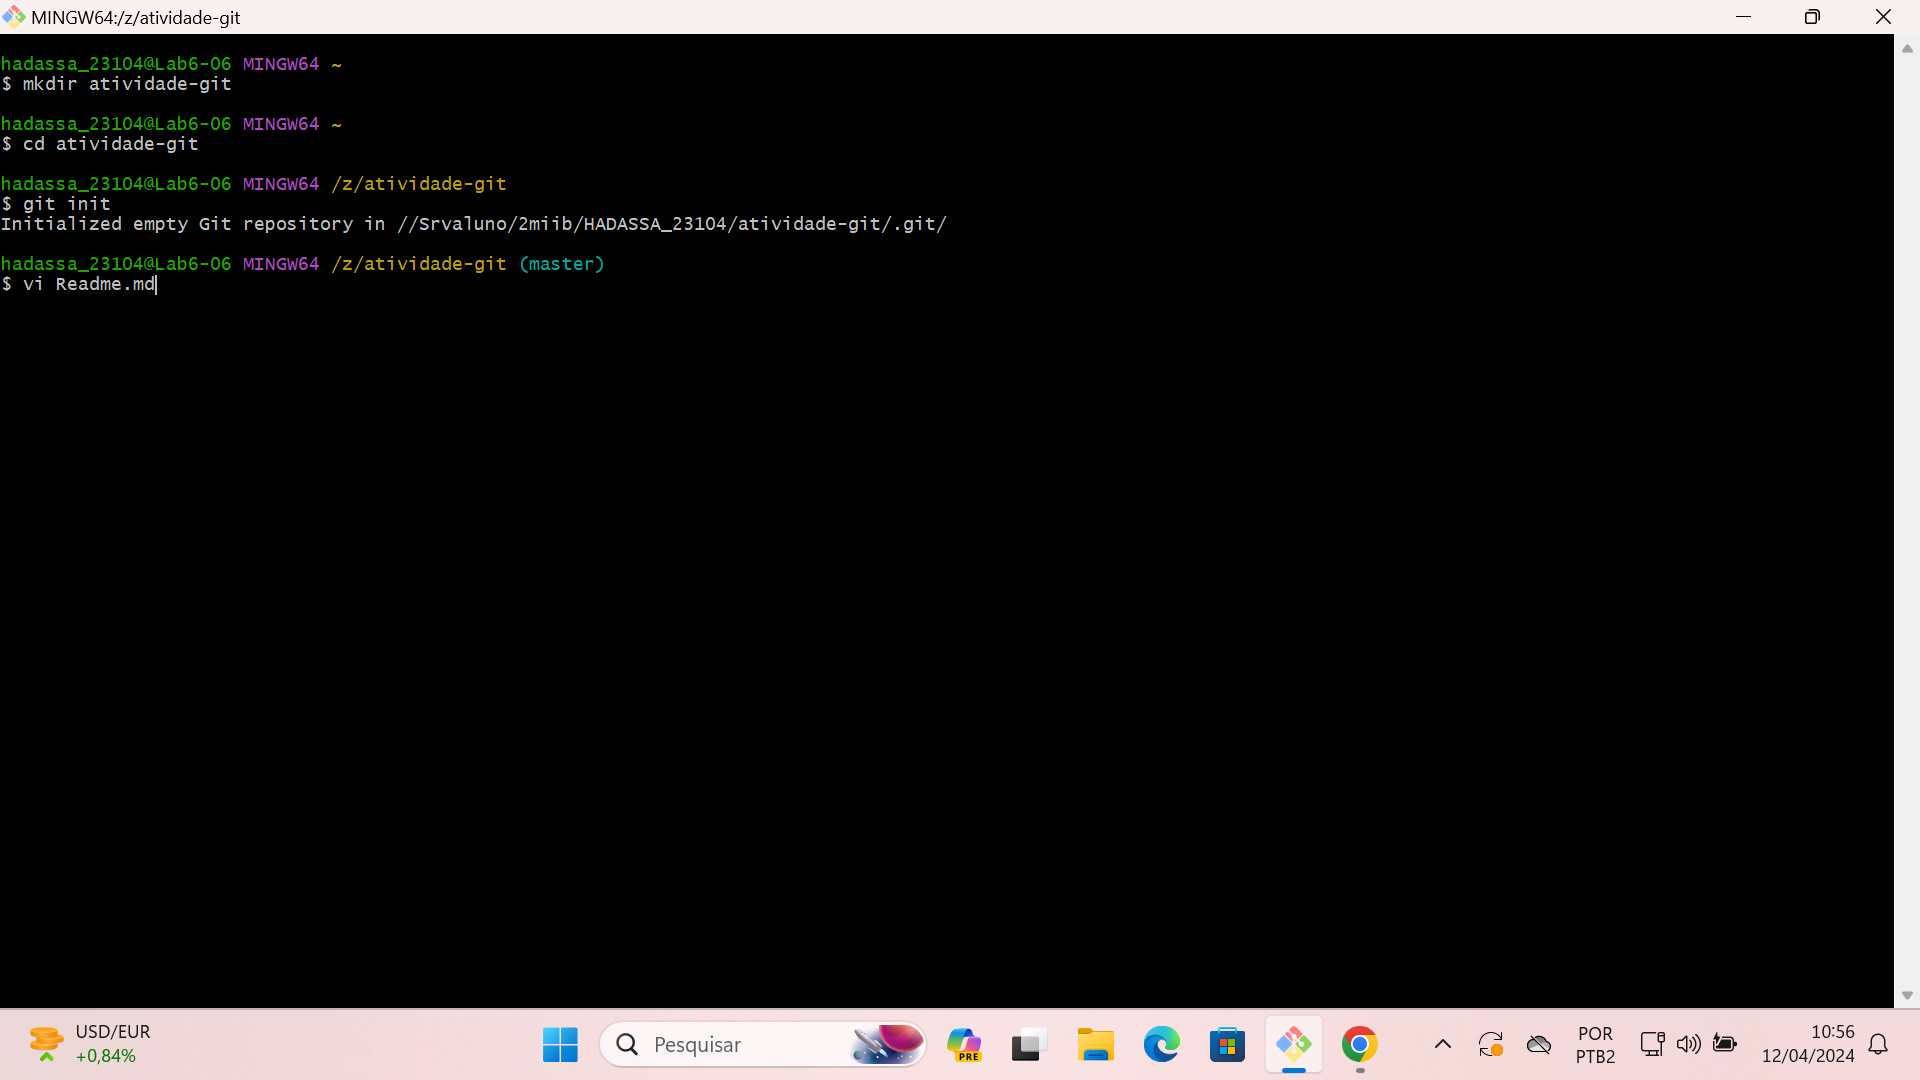 MINGW64:/z/atividade-git
hadassa_23104@Lab6-06 MINGW64 ~
$ mkdir atividade-git
hadassa_23104@Lab6-06 MINGW64 ~
$ cd atividade-git
hadassa_23104@Lab6-06 MINGW64 /z/atividade-git
$ git init
Initialized empty Git repository in //Srvaluno/2miib/HADASSA_23104/atividade-git/.git/
hadassa_23104@Lab6-06 MINGW64 /z/atividade-git (master)
$ vi Readme.md
USD/EUR
+0,84%
Pesquisar
PRE
POR
PTB2
10:56
12/04/2024